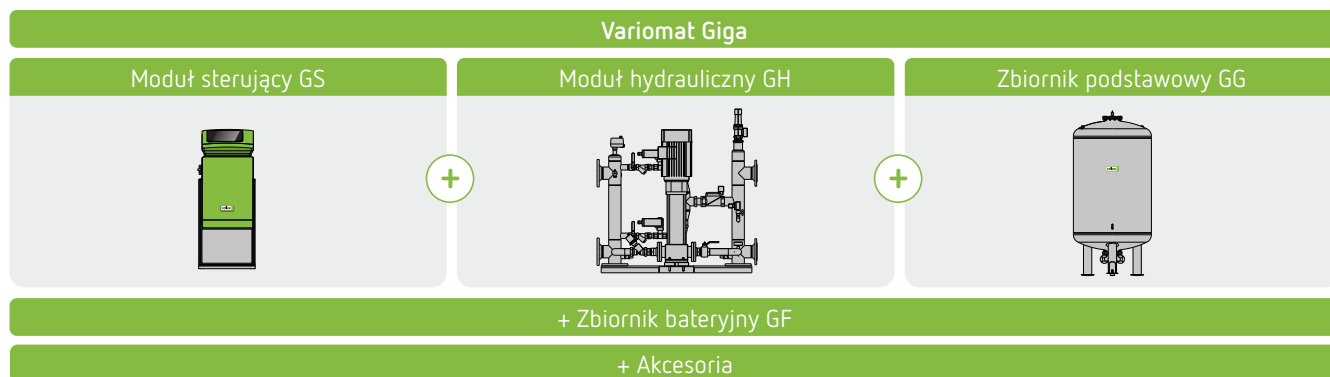 Variomat Giga
Moduł sterujący GS
Moduł hydrauliczny GH
Zbiornik podstawowy GG
+
+
+ Zbiornik bateryjny GF
+ Akcesoria